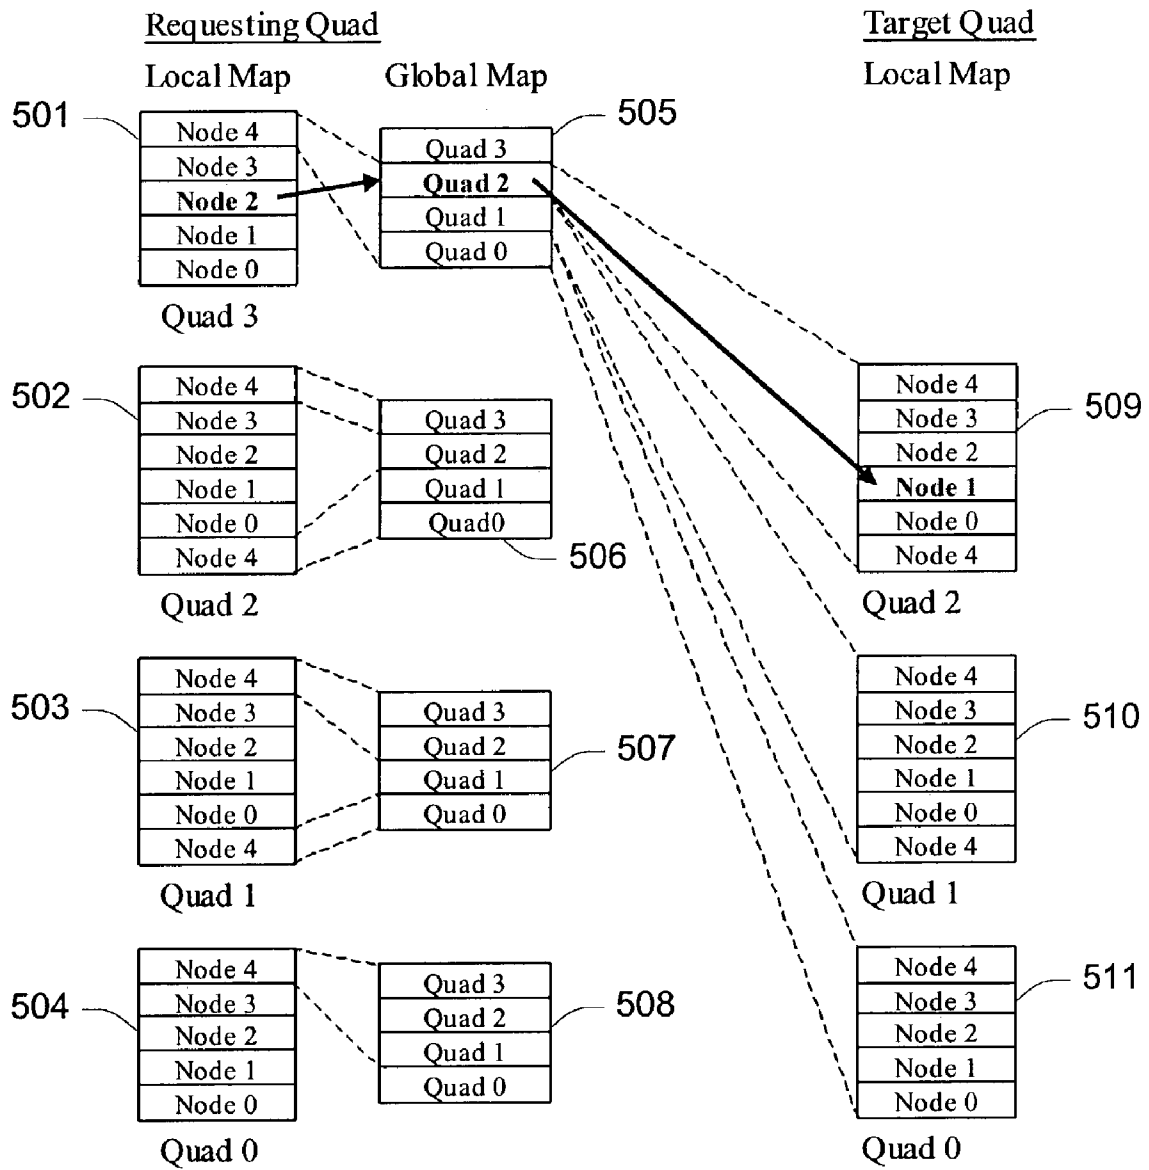 Requesting Quad
Target Quad
Local Map
Global Map
Local Map
501
Node 4
Node 3
Node 2
Node 1
Node 0
Quad 3
505
Quad 3
Quad 2
Quad 1
Quad 0
502
Node 4
Node 3
Node 2
Node 1
Node 0
Node 4
Quad 2
Quad 3
Quad 2
Quad 1
Quad0
506
509
Node 4
Node 3
Node 2
Node 1
Node 0
Node 4
Quad 2
503
Node 4
Node 3
Node 2
Node 1
Node 0
Node 4
Quad 1
507
Quad 3
Quad 2
Quad 1
Quad 0
510
Node 4
Node 3
Node 2
Node 1
Node 0
Node 4
Quad 1
504
Node 4
Node 3
Node 2
Node 1
Node 0
Quad 0
508
Quad 3
Quad 2
Quad 1
Quad 0
511
Node 4
Node 3
Node 2
Node 1
Node 0
Quad 0